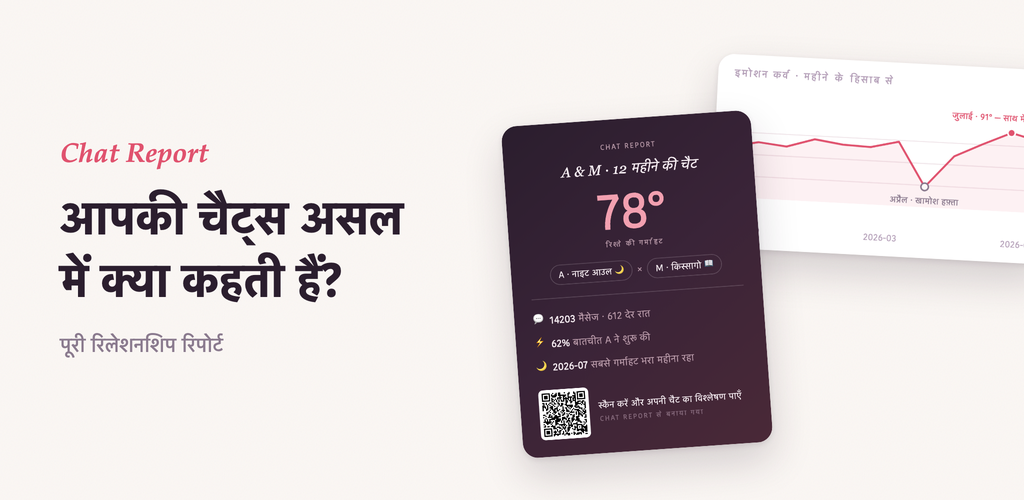 Chat Report
आपकी चैट्स असल
में क्या कहती हैं?
पूरी रिलेशनशिप रिपोर्ट
CHAT REPORT
A & M · 12 महीने की चैट
78°
रिश्ते की गर्माहट
A · नाइट आउल 🌙 × M · किस्सागो 📖
💬 14203 मैसेज · 612 देर रात
⚡ 62% बातचीत A ने शुरू की
🌙 2026-07 सबसे गर्माहट भरा महीना रहा
स्कैन करें और अपनी चैट का विश्लेषण पाएँ
CHAT REPORT से बनाया गया
इमोशन कर्व · महीने के हिसाब से
जुलाई · 91° — साथ में
अप्रैल · खामोश हफ़्ता
2026-03
2026-